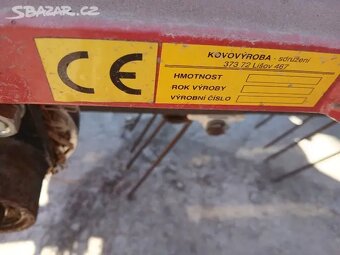 SBAZAR.CZ
CE
KOVOVÝROBA - sdružení
373 72 Lišov 467
HMOTNOST
ROK VÝROBY
VÝROBNÍ ČÍSLO